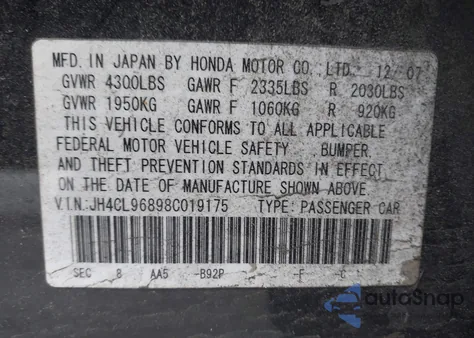 MFD. IN JAPAN BY HONDA MOTOR CO., LTD. 12/07
GVWR 4300LBS GAWR F 2335LBS R 2030LBS
GVWR 1950KG GAWR F 1060KG R 920KG
THIS VEHICLE CONFORMS TO ALL APPLICABLE
FEDERAL MOTOR VEHICLE SAFETY, BUMPER
AND THEFT PREVENTION STANDARDS IN EFFECT
ON THE DATE OF MANUFACTURE SHOWN ABOVE.
V.I.N: JH4CL96898C019175 TYPE: PASSENGER CAR
SEC 8 AA5 -B92P -F -C
autoSnap